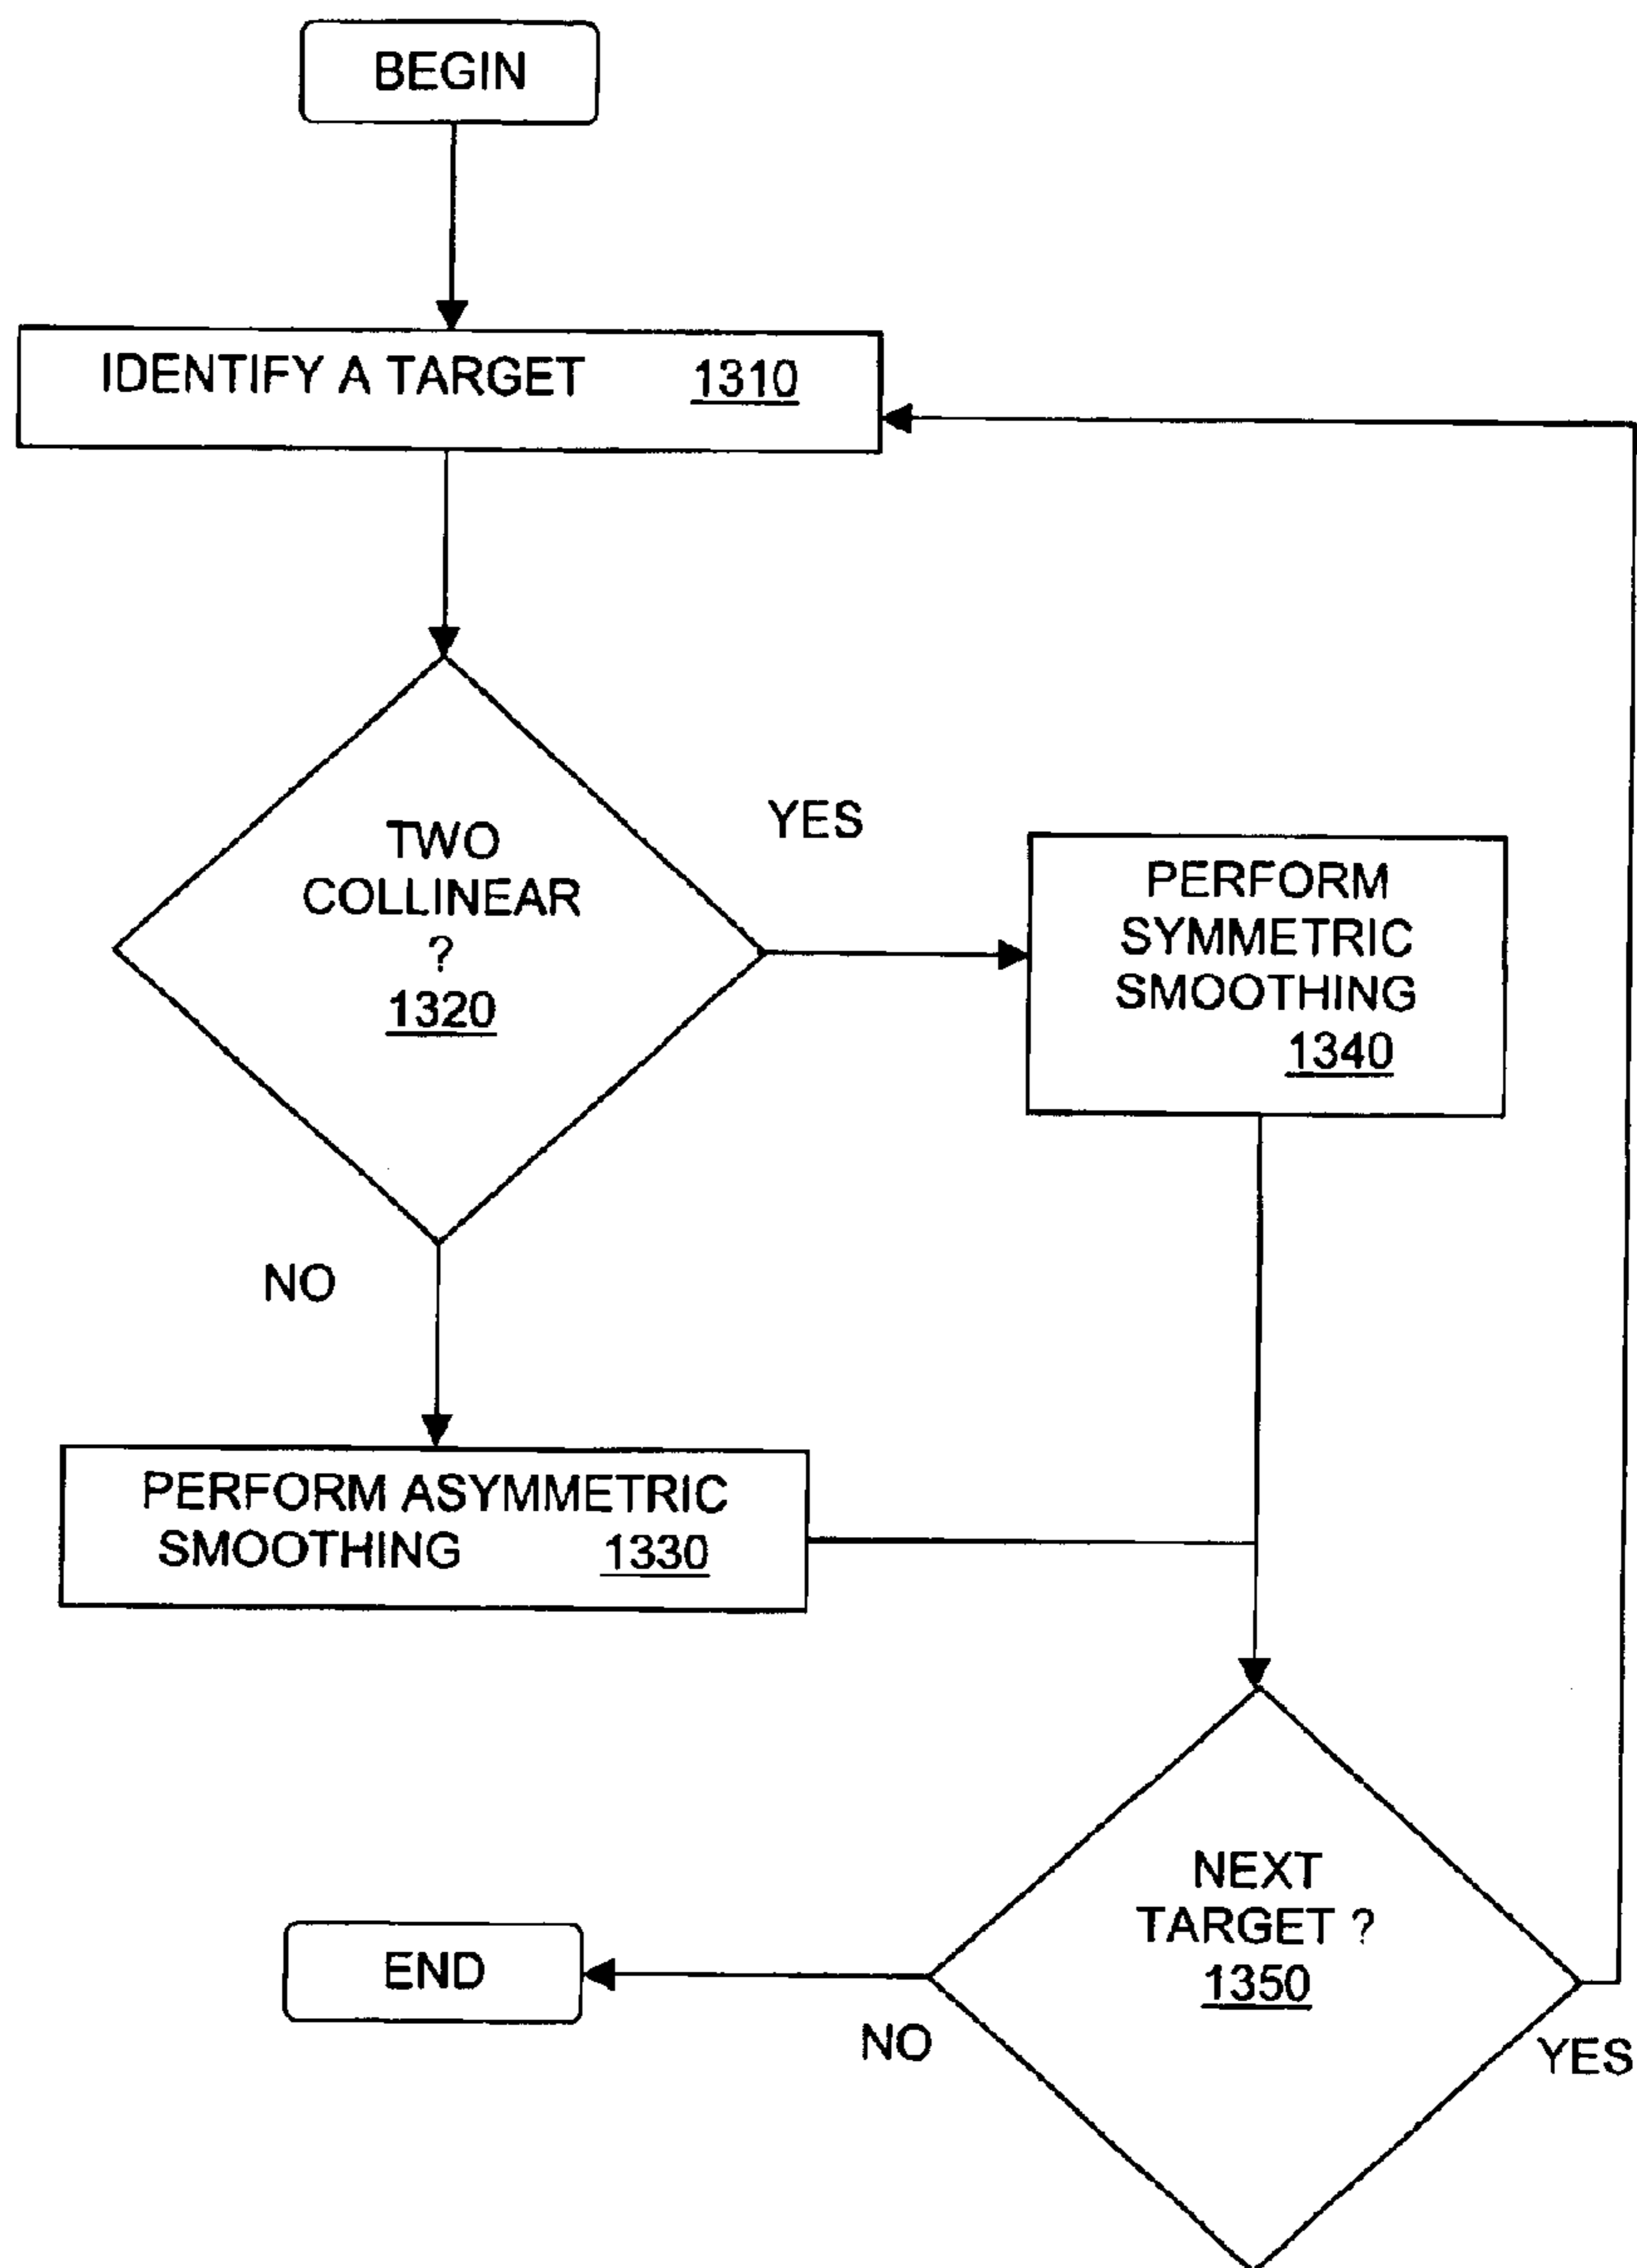 BEGIN
IDENTIFY A TARGET 1310
TWO
COLLINEAR
?
1320
YES
PERFORM
SYMMETRIC
SMOOTHING
1340
NO
PERFORM ASYMMETRIC
SMOOTHING 1330
NEXT
TARGET ?
1350
END
NO
YES